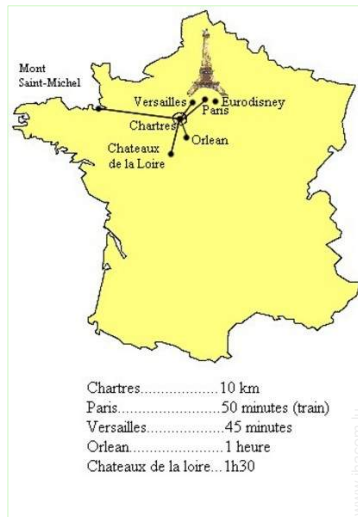 Mont
Saint-Michel
Versailles
Eurodisney
Paris
Chartres
Orlean
Chateaux
de la Loire
Chartres....................10 km
Paris...........................50 minutes (train)
Versailles...................45 minutes
Orlean........................1 heure
Chateaux de la loire...1h30